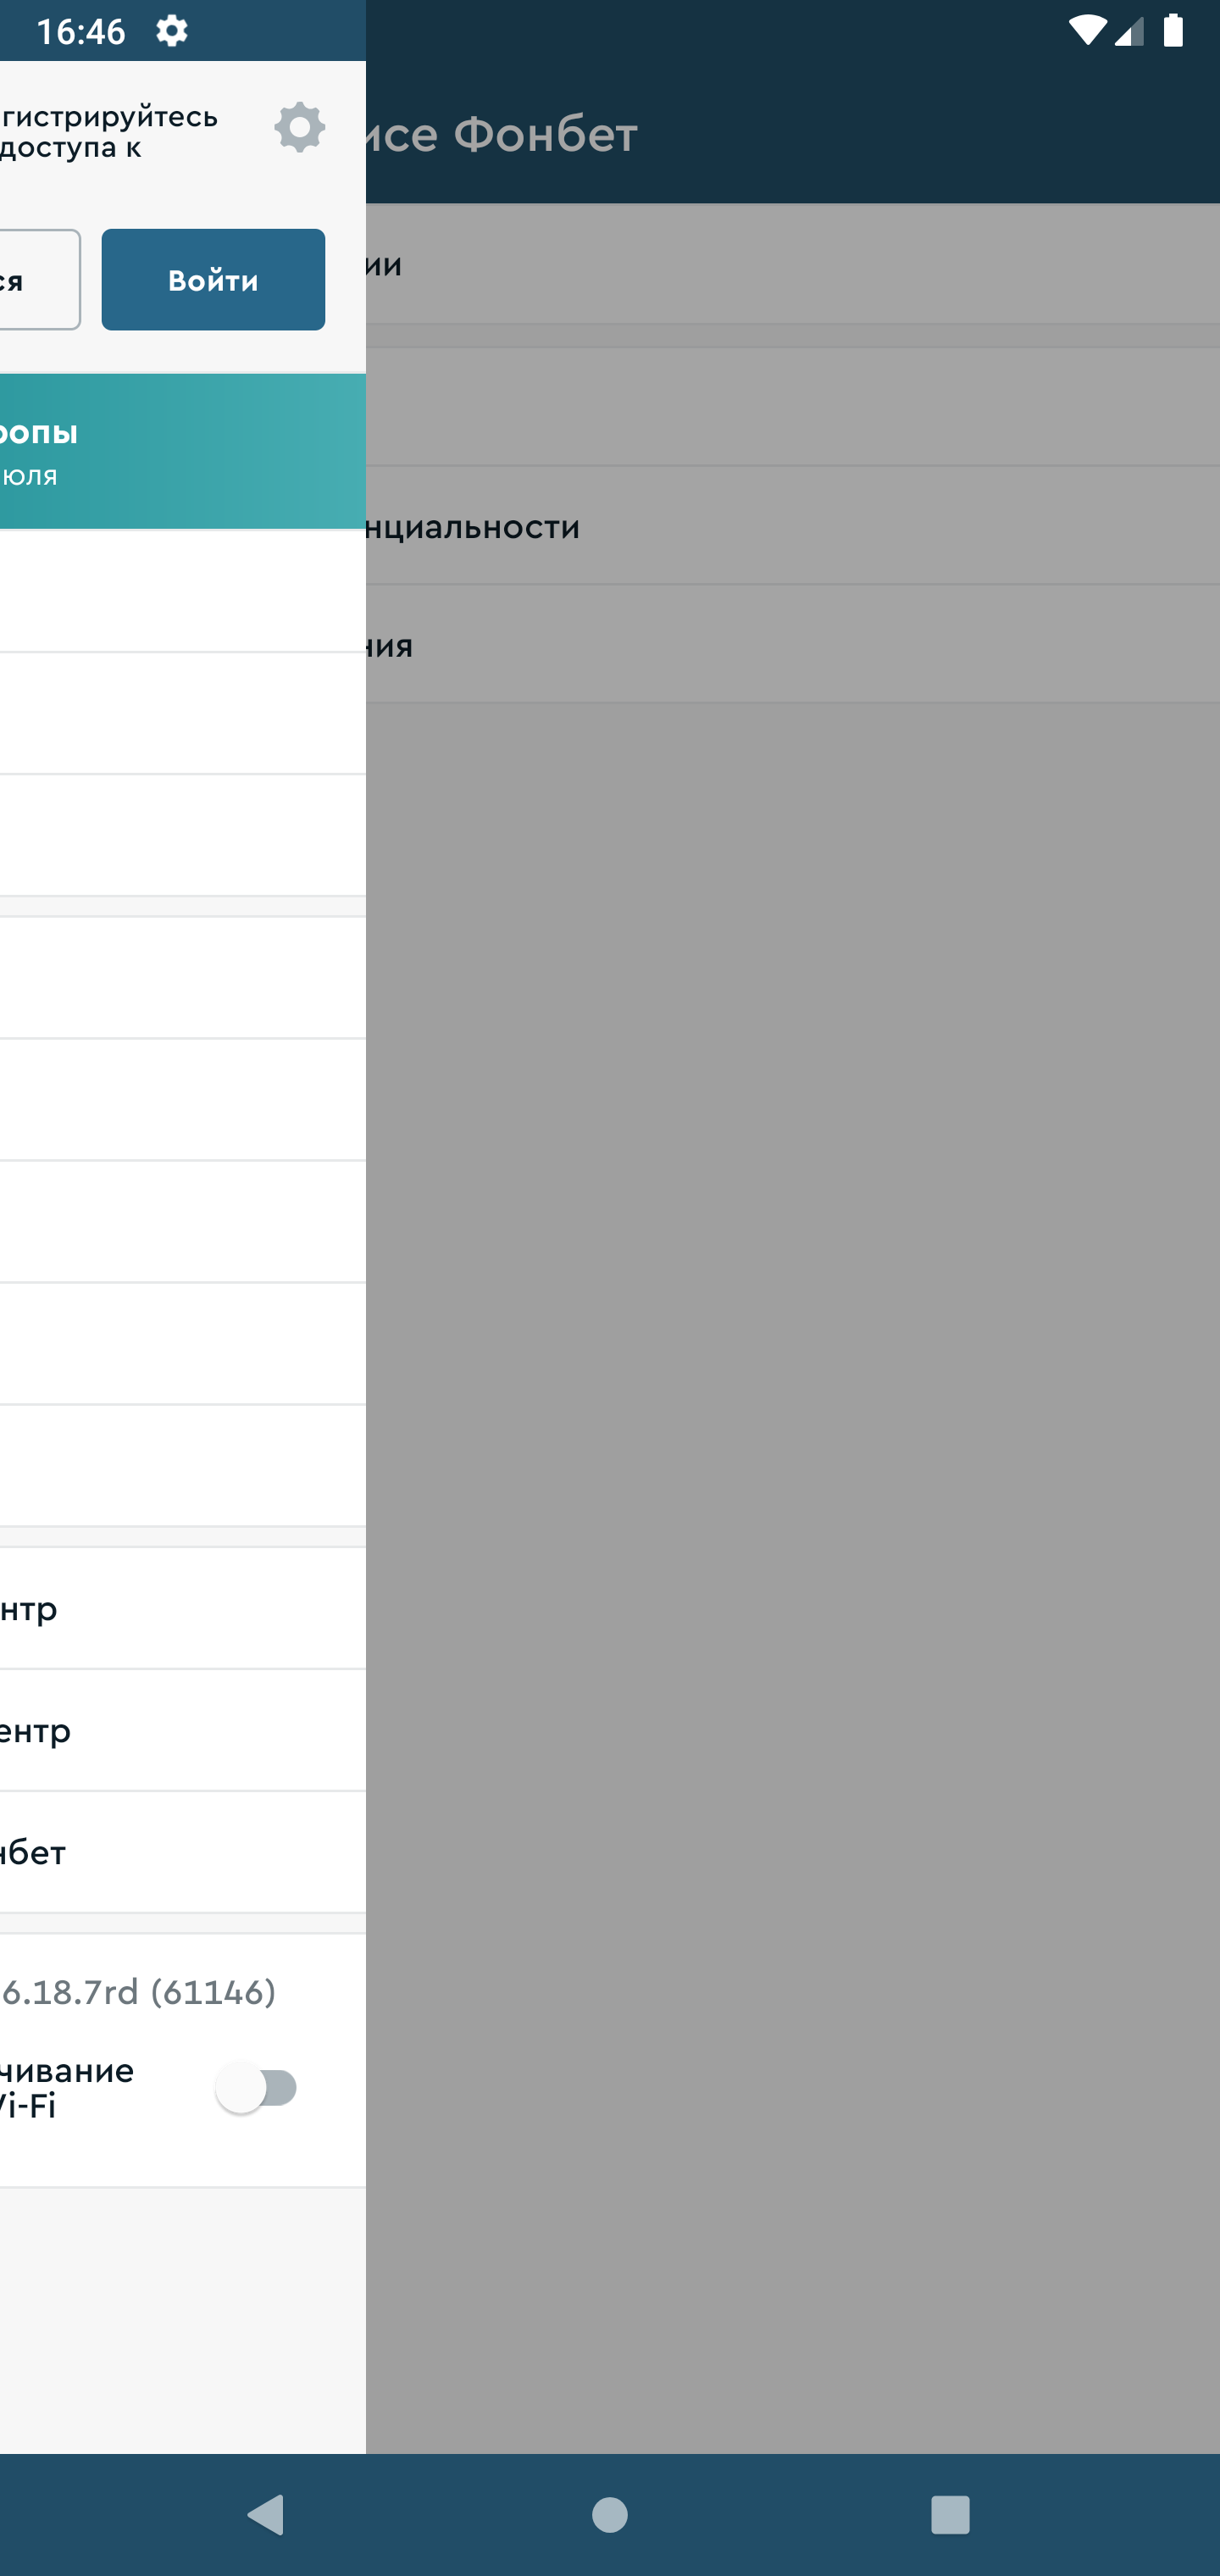 16:46
гистрируйтесь
доступа к
ся
Войти
ропы
юля
нтр
ентр
нбет
6.18.7rd (61146)
чивание
Wi-Fi
исе Фонбет
ии
нциальности
ния